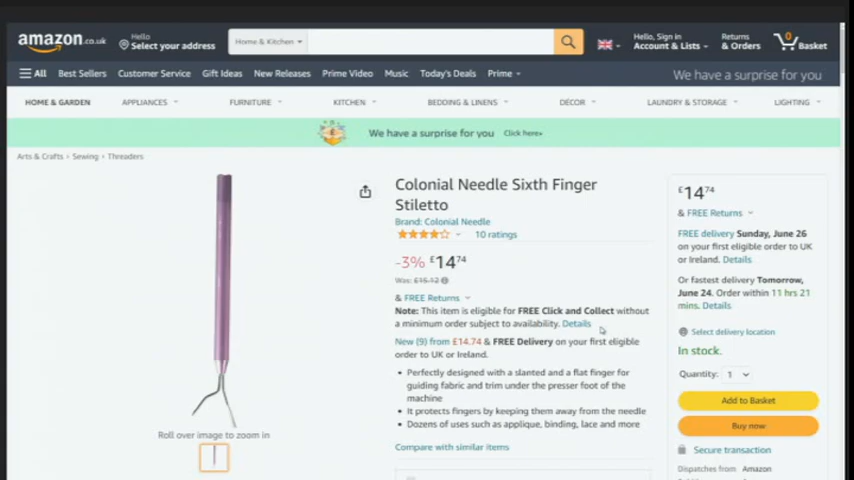 amazon.co.uk
Hello
Select your address
Home & Kitchen
Hello, Sign in
Account & Lists
Returns
& Orders
0
Basket
All
Best Sellers
Customer Service
Gift Ideas
New Releases
Prime Video
Music
Today's Deals
Prime
We have a surprise for you
HOME & GARDEN
APPLIANCES
FURNITURE
KITCHEN
BEDDING & LINENS
DÉCOR
LAUNDRY & STORAGE
LIGHTING
We have a surprise for you
Click here›
Arts & Crafts › Sewing › Threaders
Roll over image to zoom in
Colonial Needle Sixth Finger
Stiletto
Brand: Colonial Needle
10 ratings
-3% £14⁷⁴
Was: £15.12
& FREE Returns
Note: This item is eligible for FREE Click and Collect without
a minimum order subject to availability. Details
New (9) from £14.74 & FREE Delivery on your first eligible
order to UK or Ireland.
• Perfectly designed with a slanted and a flat finger for
guiding fabric and trim under the presser foot of the
machine
• It protects fingers by keeping them away from the needle
• Dozens of uses such as applique, binding, lace and more
Compare with similar items
£14⁷⁴
& FREE Returns
FREE delivery Sunday, June 26
on your first eligible order to UK
or Ireland. Details
Or fastest delivery Tomorrow,
June 24. Order within 11 hrs 21
mins. Details
Select delivery location
In stock.
Quantity: 1
Add to Basket
Buy now
Secure transaction
Dispatches from Amazon